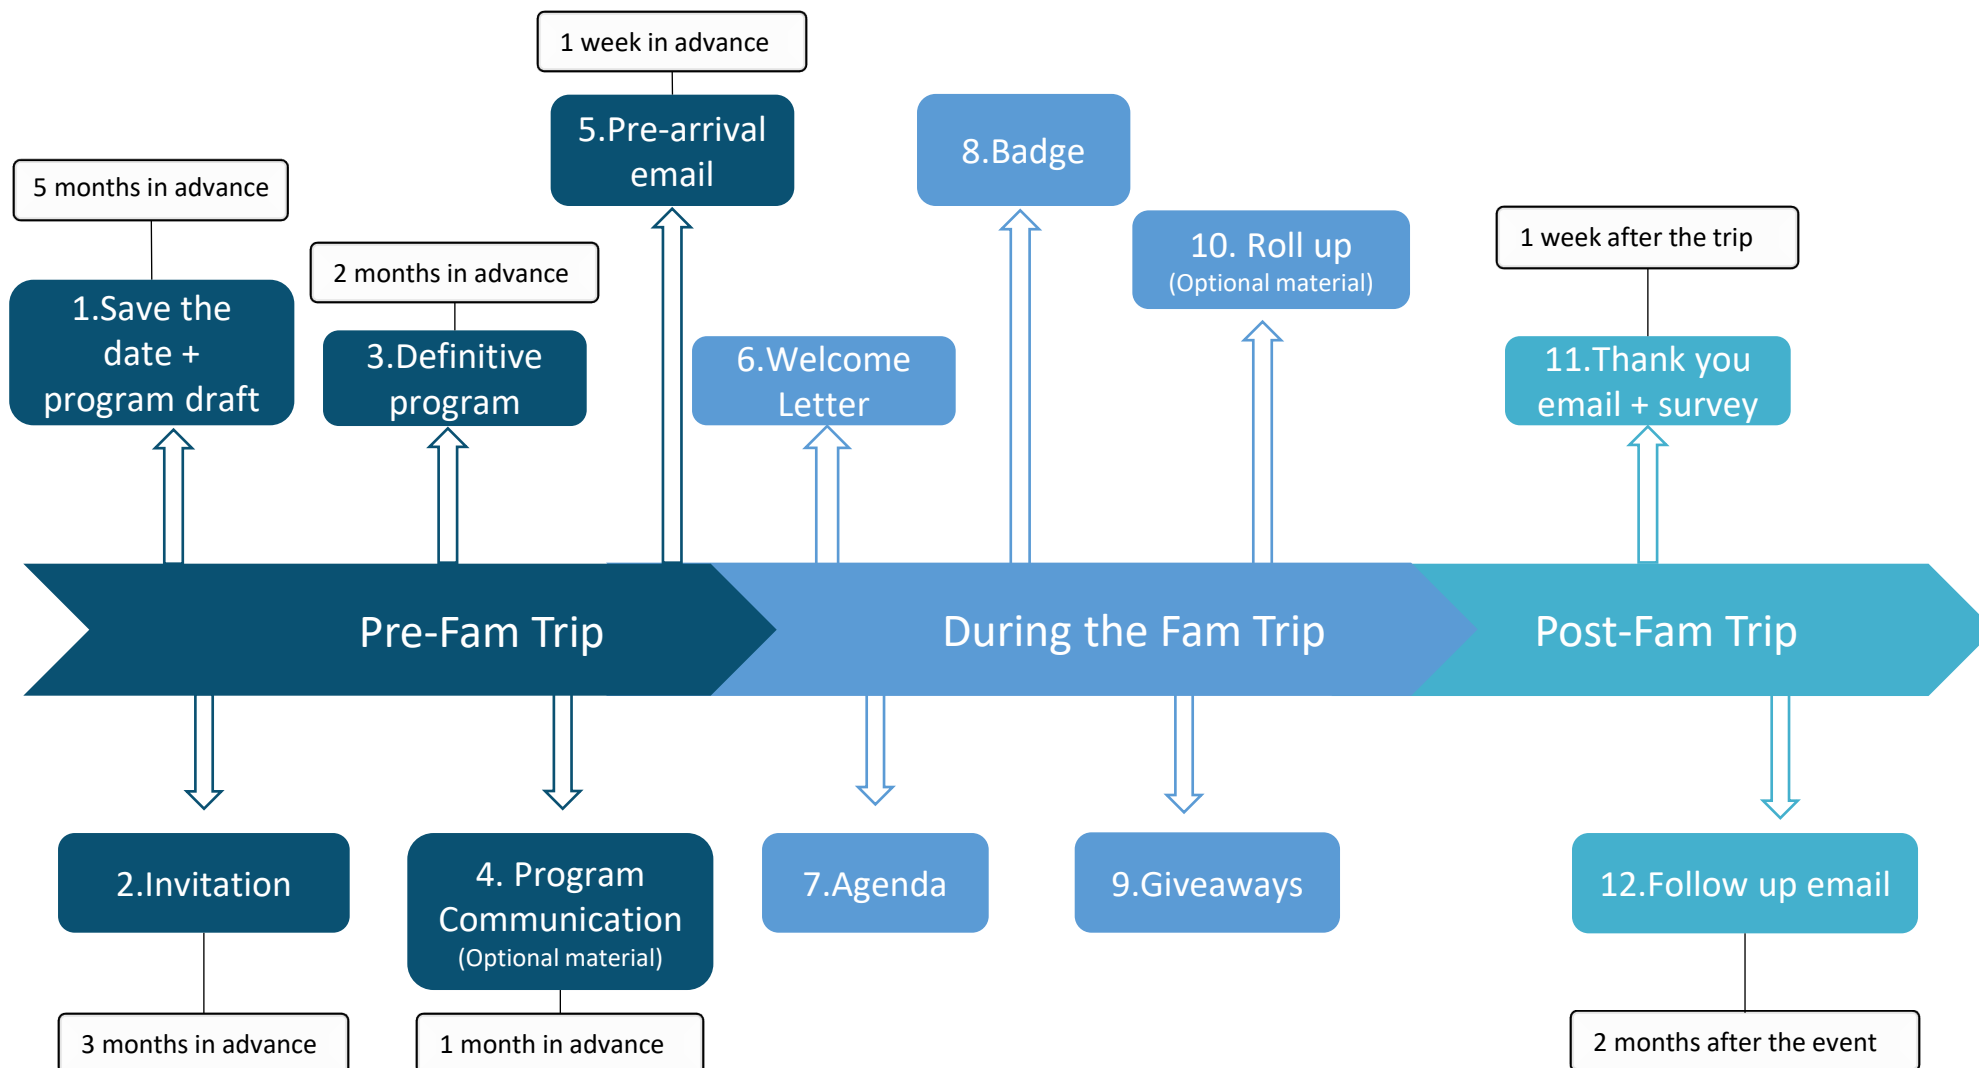 1 week in advance
5.Pre-arrival
email
8.Badge
5 months in advance
1.Save the
date +
program draft
2 months in advance
3.Definitive
program
6.Welcome
Letter
10. Roll up
(Optional material)
1 week after the trip
11.Thank you
email + survey
Pre-Fam Trip
During the Fam Trip
Post-Fam Trip
2.Invitation
3 months in advance
4. Program
Communication
(Optional material)
1 month in advance
7.Agenda
9.Giveaways
12.Follow up email
2 months after the event